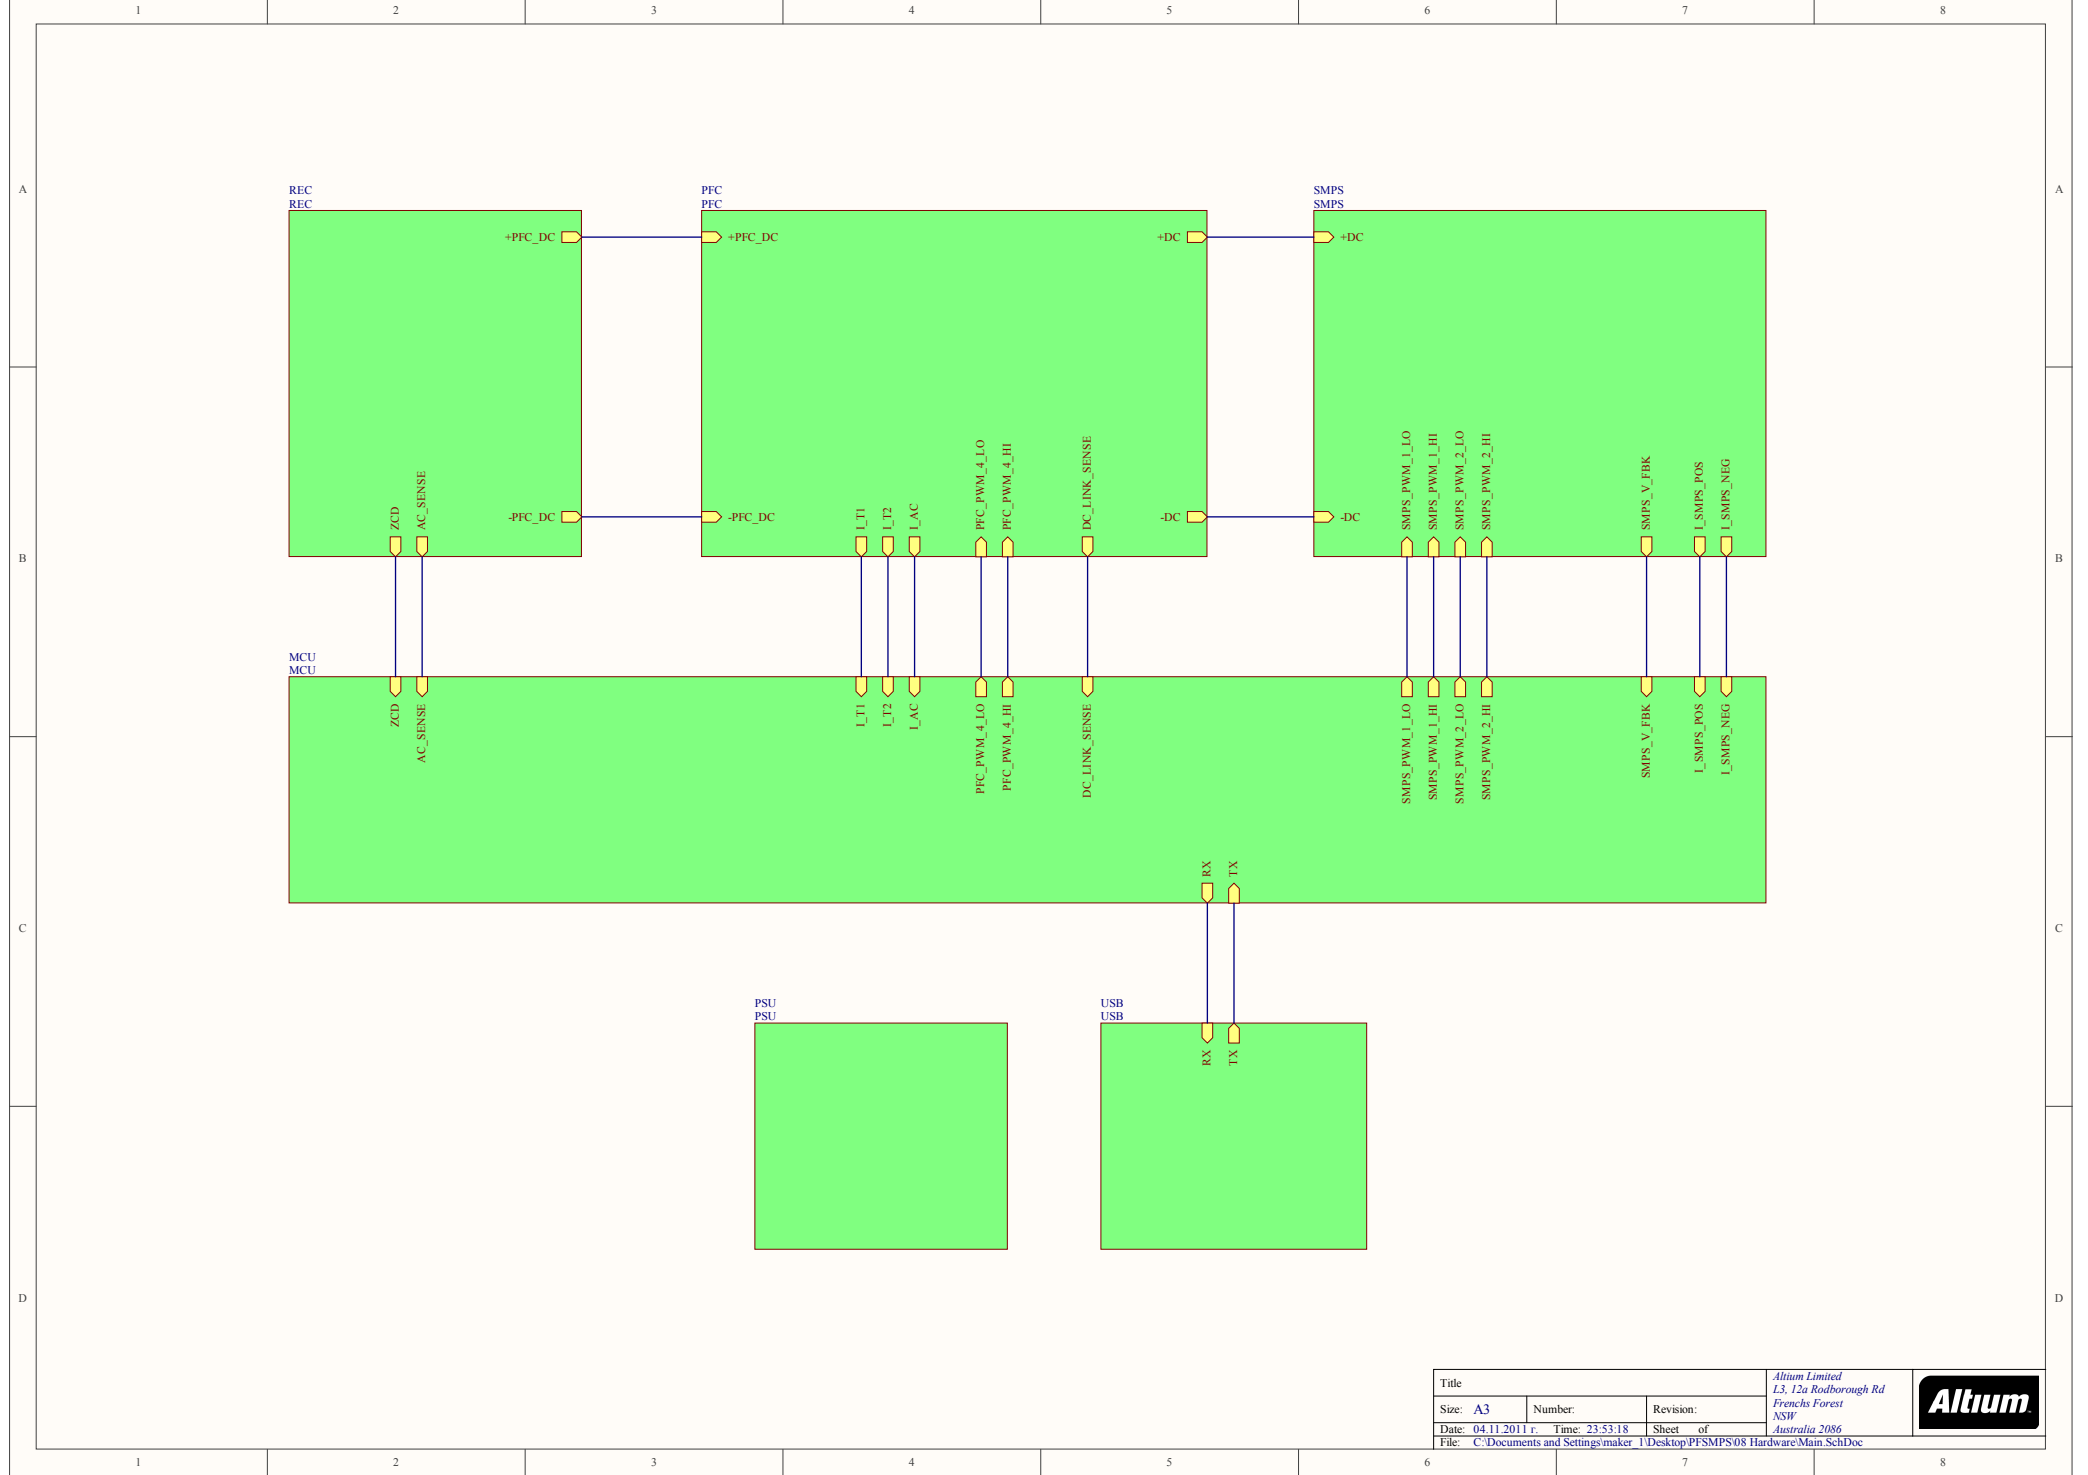 1 2 3 4 5 6 7 8
A A
REC
REC
PFC
PFC
SMPS
SMPS
+PFC_DC +PFC_DC +DC +DC
-PFC_DC -PFC_DC -DC -DC
ZCD
AC_SENSE
I_T1
I_T2
I_AC
PFC_PWM_4_LO
PFC_PWM_4_HI
DC_LINK_SENSE
SMPS_PWM_1_LO
SMPS_PWM_1_HI
SMPS_PWM_2_LO
SMPS_PWM_2_HI
SMPS_V_FBK
I_SMPS_POS
I_SMPS_NEG
B B
MCU
MCU
ZCD
AC_SENSE
I_T1
I_T2
I_AC
PFC_PWM_4_LO
PFC_PWM_4_HI
DC_LINK_SENSE
SMPS_PWM_1_LO
SMPS_PWM_1_HI
SMPS_PWM_2_LO
SMPS_PWM_2_HI
SMPS_V_FBK
I_SMPS_POS
I_SMPS_NEG
RX
TX
C C
PSU
PSU
USB
USB
RX
TX
D D
Title
Size: A3 Number: Revision:
Date: 04.11.2011 г. Time: 23:53:18 Sheet of
File: C:\Documents and Settings\maker_1\Desktop\PFSMPS\08 Hardware\Main.SchDoc
Altium Limited
L3, 12a Rodborough Rd
Frenchs Forest
NSW
Australia 2086
Altium
1 2 3 4 5 6 7 8